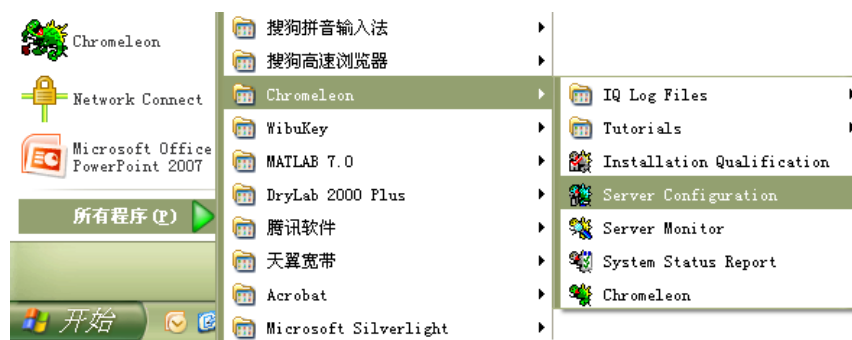 Chromeleon
Network Connect
Microsoft Office
PowerPoint 2007
所有程序(P)
开始
搜狗拼音输入法
搜狗高速浏览器
Chromeleon
WibuKey
MATLAB 7.0
DryLab 2000 Plus
腾讯软件
天翼宽带
Acrobat
Microsoft Silverlight
IQ Log Files
Tutorials
Installation Qualification
Server Configuration
Server Monitor
System Status Report
Chromeleon